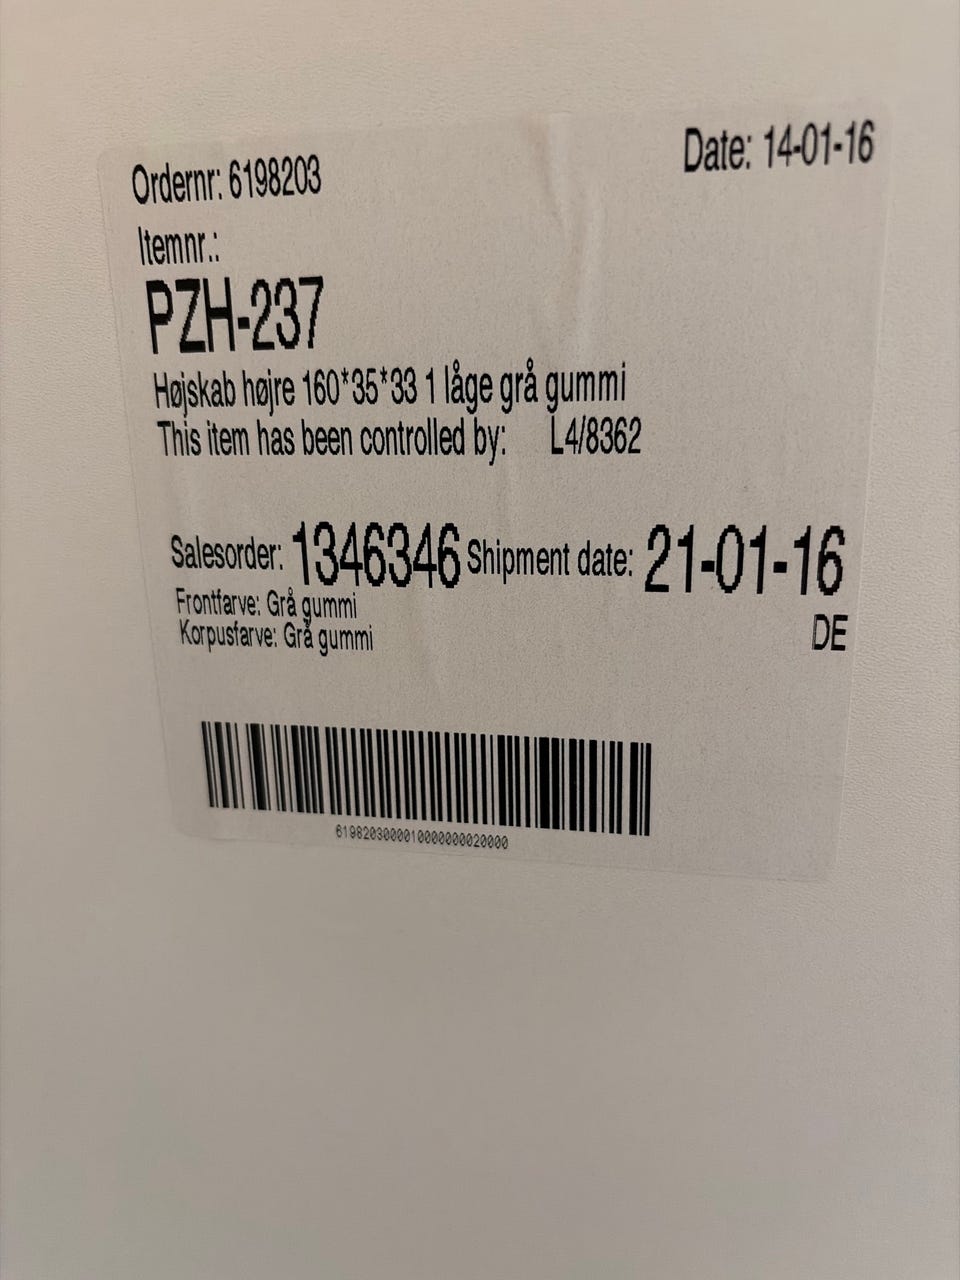 Ordernr: 6198203
Date: 14-01-16
Itemnr.:
PZH-237
Højskab højre 160*35*33 1 låge grå gummi
This item has been controlled by: L4/8362
Salesorder: 1346346 Shipment date: 21-01-16
Frontfarve: Grå gummi
Korpusfarve: Grå gummi
DE
6198203000010000000020000